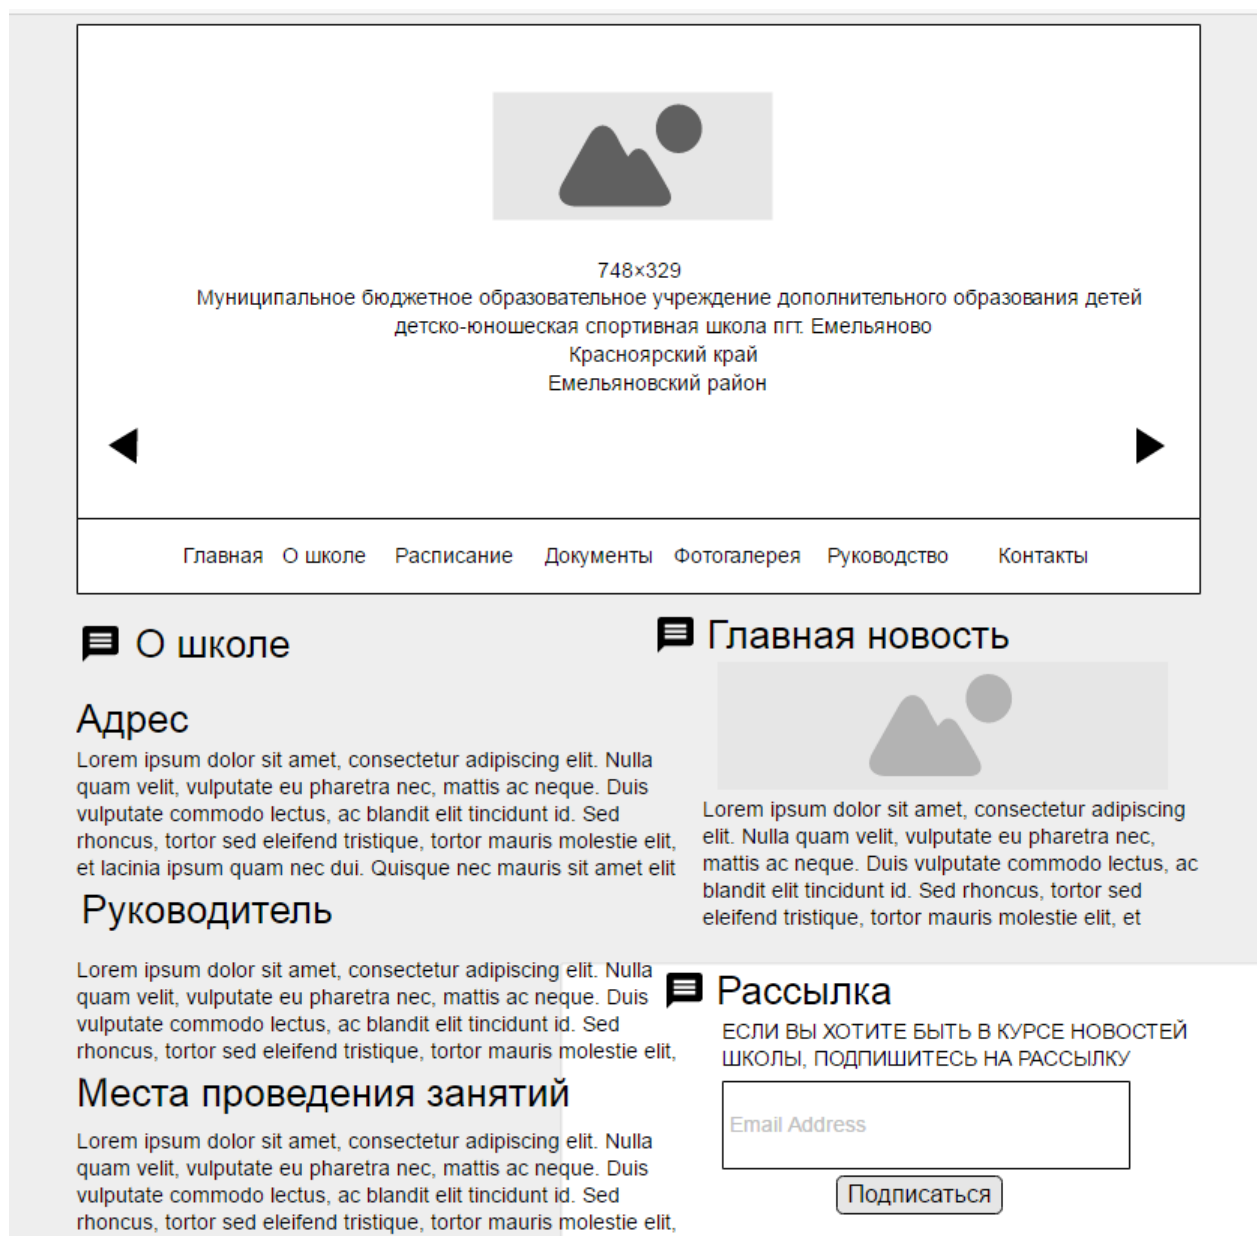 748×329
Муниципальное бюджетное образовательное учреждение дополнительного образования детей
детско-юношеская спортивная школа пгт. Емельяново
Красноярский край
Емельяновский район
Главная О школе Расписание Документы Фотогалерея Руководство Контакты
О школе
Адрес
Lorem ipsum dolor sit amet, consectetur adipiscing elit. Nulla
quam velit, vulputate eu pharetra nec, mattis ac neque. Duis
vulputate commodo lectus, ac blandit elit tincidunt id. Sed
rhoncus, tortor sed eleifend tristique, tortor mauris molestie elit,
et lacinia ipsum quam nec dui. Quisque nec mauris sit amet elit
Руководитель
Lorem ipsum dolor sit amet, consectetur adipiscing elit. Nulla
quam velit, vulputate eu pharetra nec, mattis ac neque. Duis
vulputate commodo lectus, ac blandit elit tincidunt id. Sed
rhoncus, tortor sed eleifend tristique, tortor mauris molestie elit,
Места проведения занятий
Lorem ipsum dolor sit amet, consectetur adipiscing elit. Nulla
quam velit, vulputate eu pharetra nec, mattis ac neque. Duis
vulputate commodo lectus, ac blandit elit tincidunt id. Sed
rhoncus, tortor sed eleifend tristique, tortor mauris molestie elit,
Главная новость
Lorem ipsum dolor sit amet, consectetur adipiscing
elit. Nulla quam velit, vulputate eu pharetra nec,
mattis ac neque. Duis vulputate commodo lectus, ac
blandit elit tincidunt id. Sed rhoncus, tortor sed
eleifend tristique, tortor mauris molestie elit, et
Рассылка
ЕСЛИ ВЫ ХОТИТЕ БЫТЬ В КУРСЕ НОВОСТЕЙ
ШКОЛЫ, ПОДПИШИТЕСЬ НА РАССЫЛКУ
Email Address
Подписаться